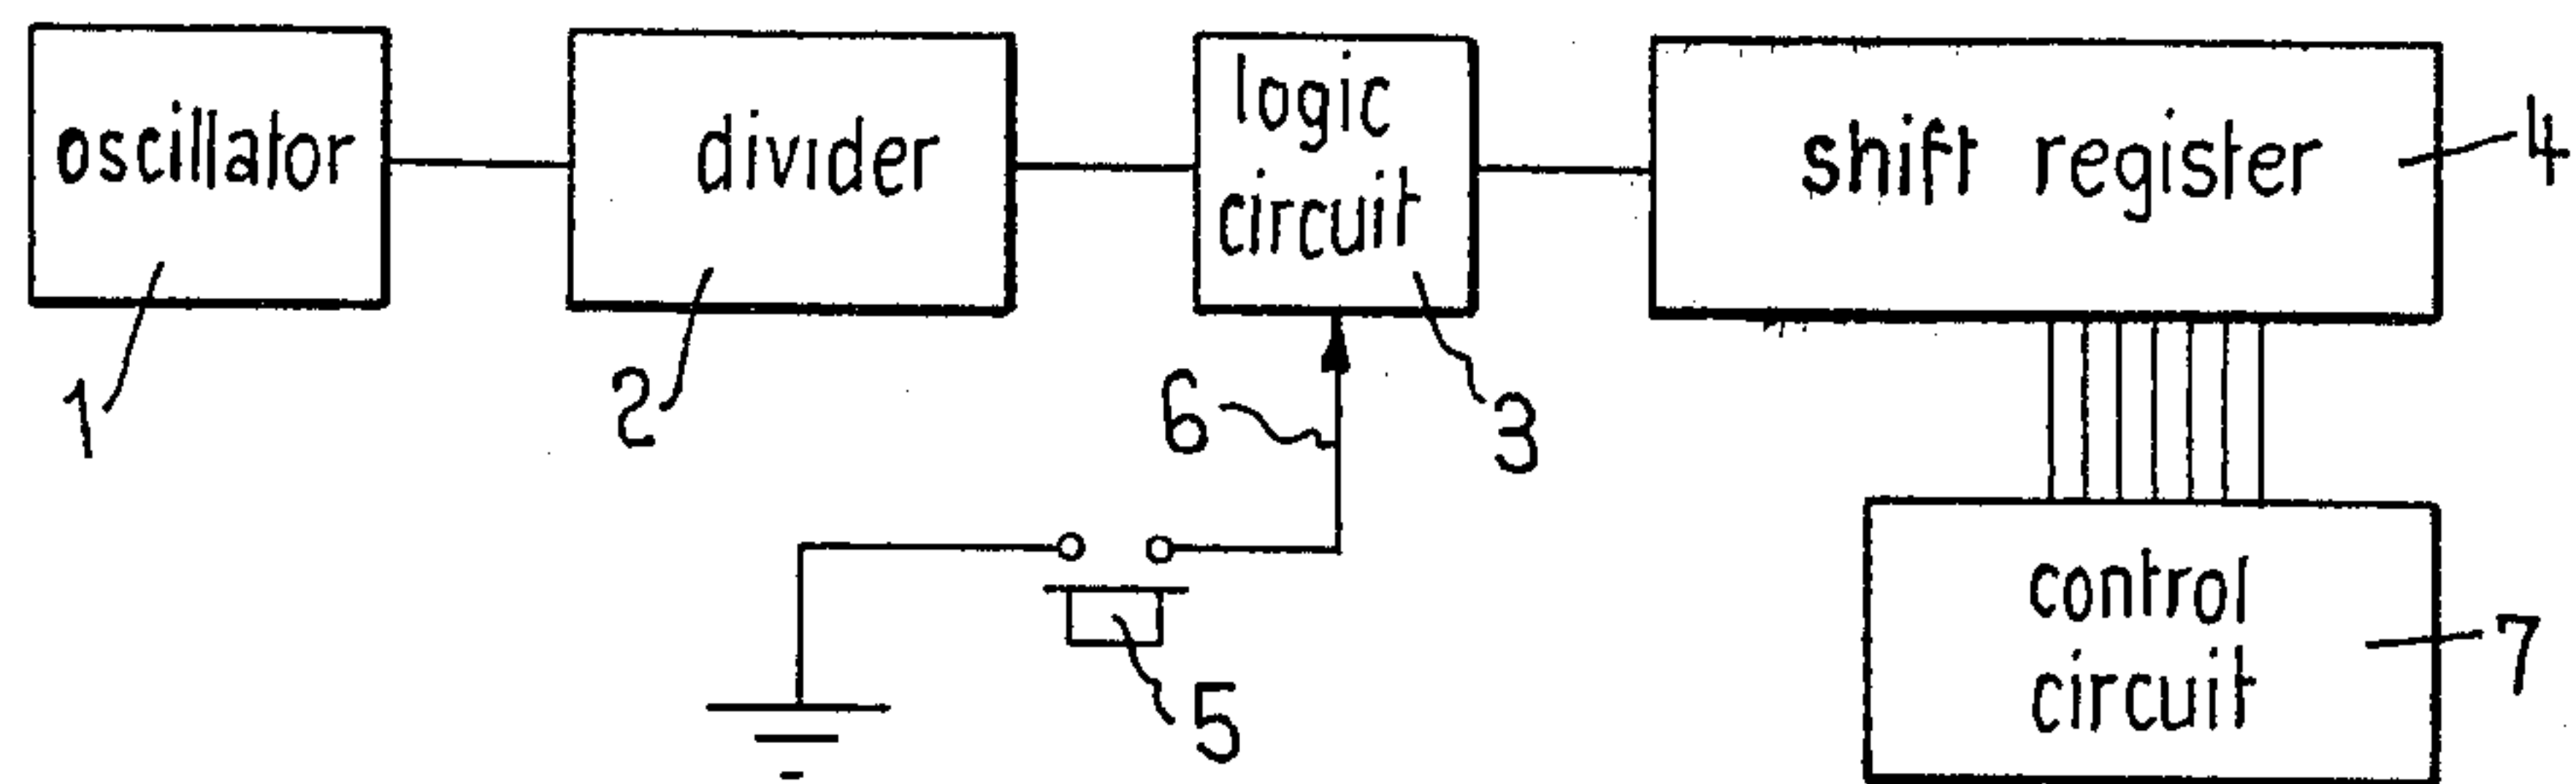 oscillator
divider
logic
circuit
shift register
4
1
2
6
3
control
circuit
7
5